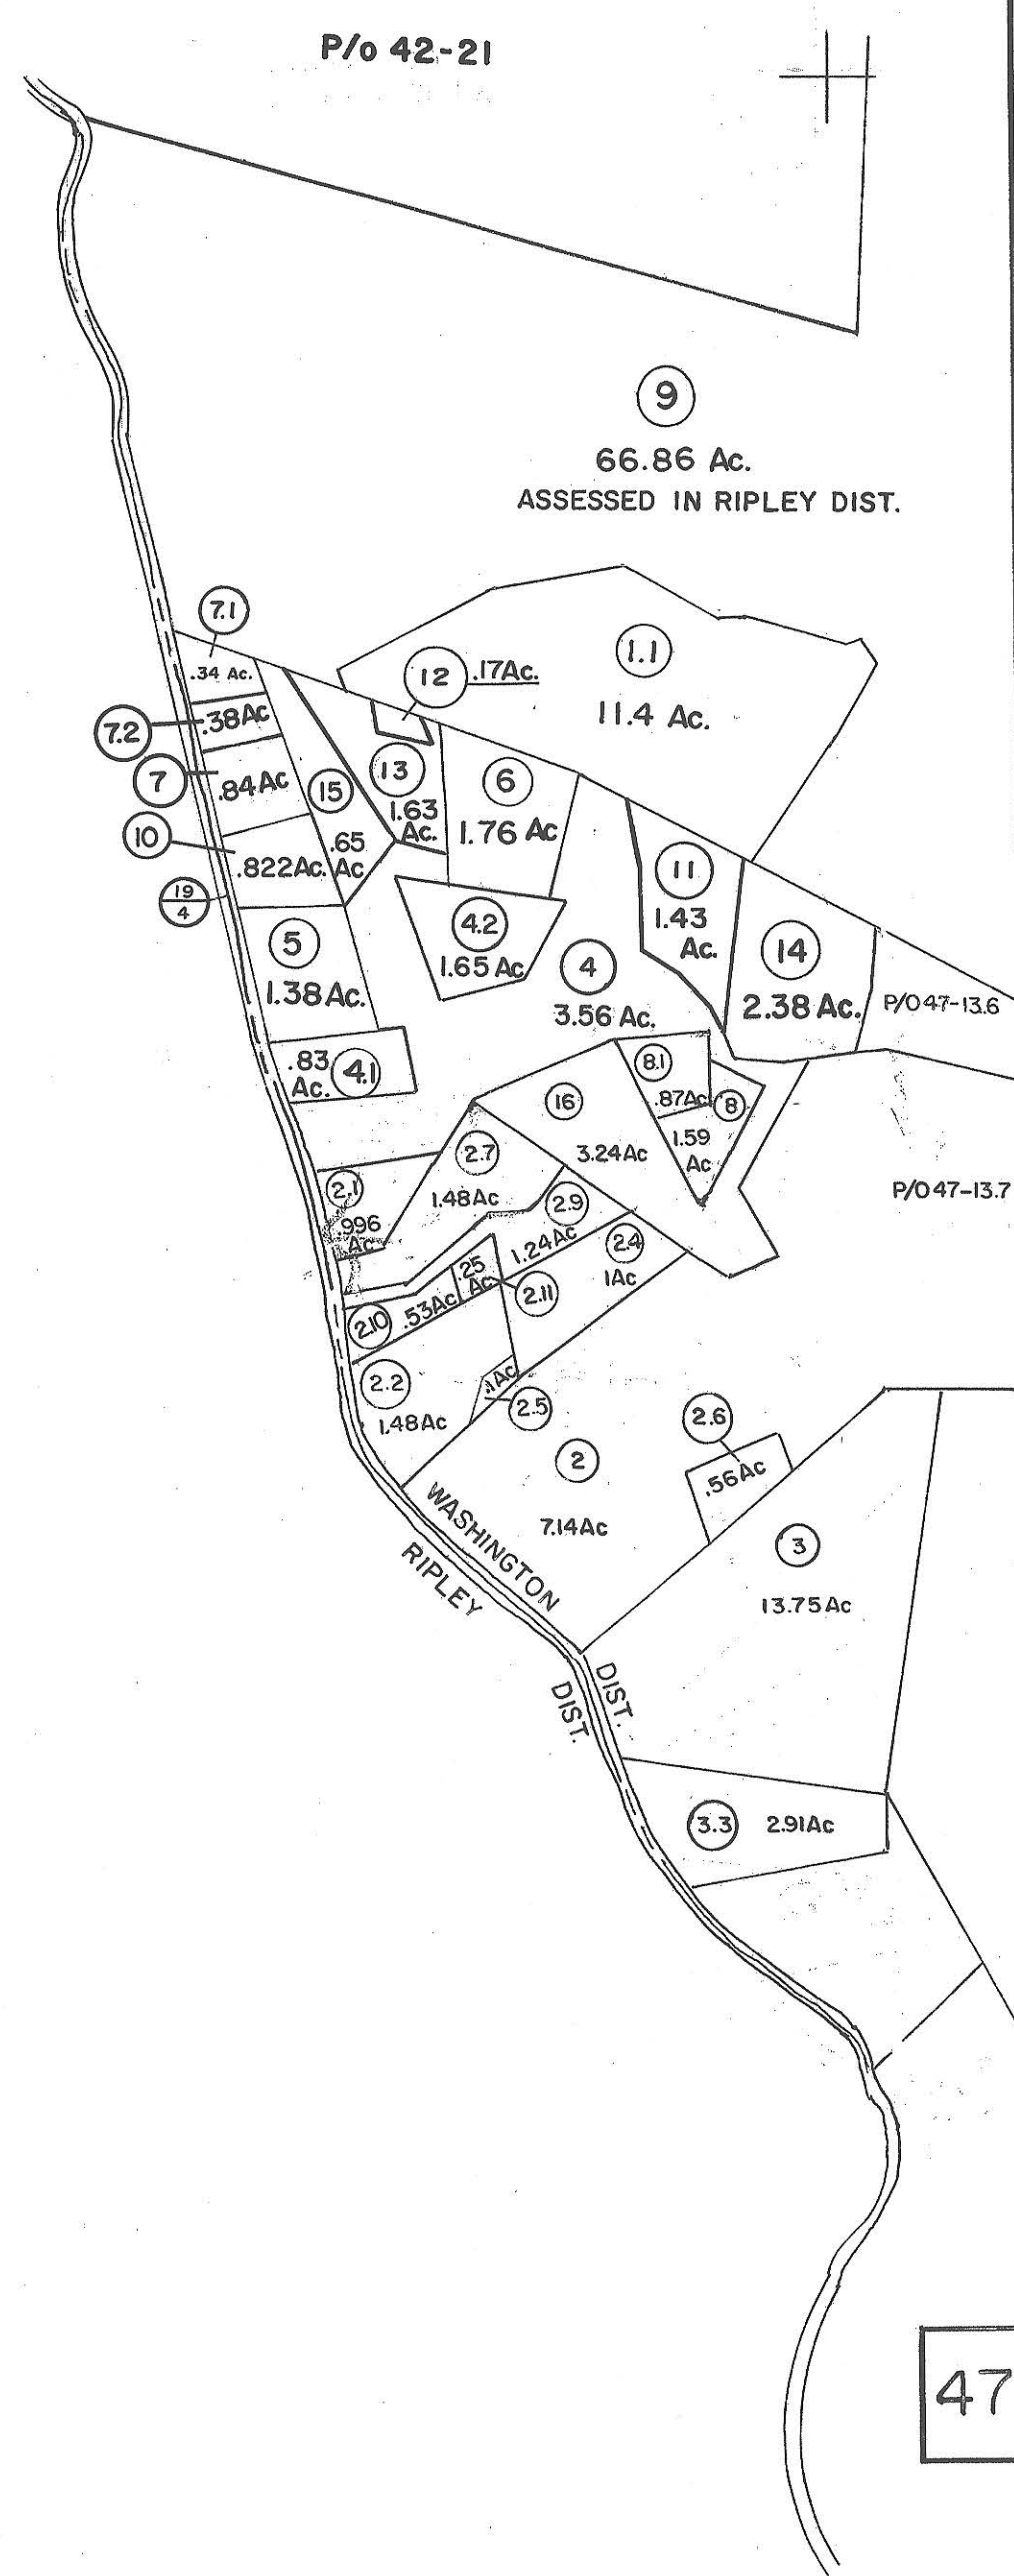 P/o 42-21
9
66.86 Ac.
ASSESSED IN RIPLEY DIST.
7.1
.34 Ac.
12
.17Ac.
1.1
11.4 Ac.
7.2
.38Ac
7
.84Ac
15
.65
Ac
13
1.63
Ac.
6
1.76 Ac
10
.822Ac.
19
4
11
1.43
Ac.
14
2.38 Ac.
P/O 47-13.6
5
1.38 Ac.
4.2
1.65 Ac
4
3.56 Ac.
.83
Ac.
4.1
8.1
.87Ac
8
1.59
Ac
16
3.24Ac
P/O 47-13.7
2.1
.996
Ac
2.7
1.48Ac
2.9
1.24Ac
2.4
1Ac
.25
Ac
2.11
2.10
.53Ac
2.2
1.48Ac
.1Ac
2.5
2.6
.56Ac
2
7.14Ac
3
13.75Ac
WASHINGTON
RIPLEY
DIST.
DIST.
3.3
2.91Ac
47